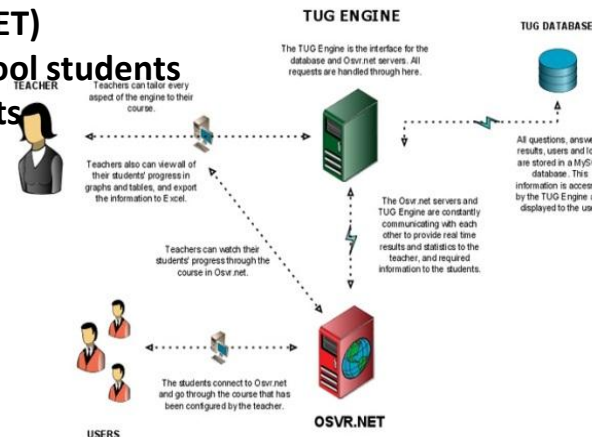 ET)
ool students
ts
TEACHER
Teachers can tailor every
aspect of the engine to their
course.
Teachers also can view all of
their students' progress in
graphs and tables, and export
the information to Excel.
Teachers can watch their
students' progress through the
course in Osvr.net.
TUG ENGINE
The TUG Engine is the interface for the
database and Osvr.net servers. All
requests are handled through here.
TUG DATABASE
All questions, answe
results, users and lo
are stored in a MyS
database. This
information is access
by the TUG Engine a
displayed to the use
The Osvr.net servers and
TUG Engine are constantly
communicating with each
other to provide real time
results and statistics to the
teacher, and required
information to the students.
The students connect to Osvr.net
and go through the course that has
been configured by the teacher.
USERS
OSVR.NET